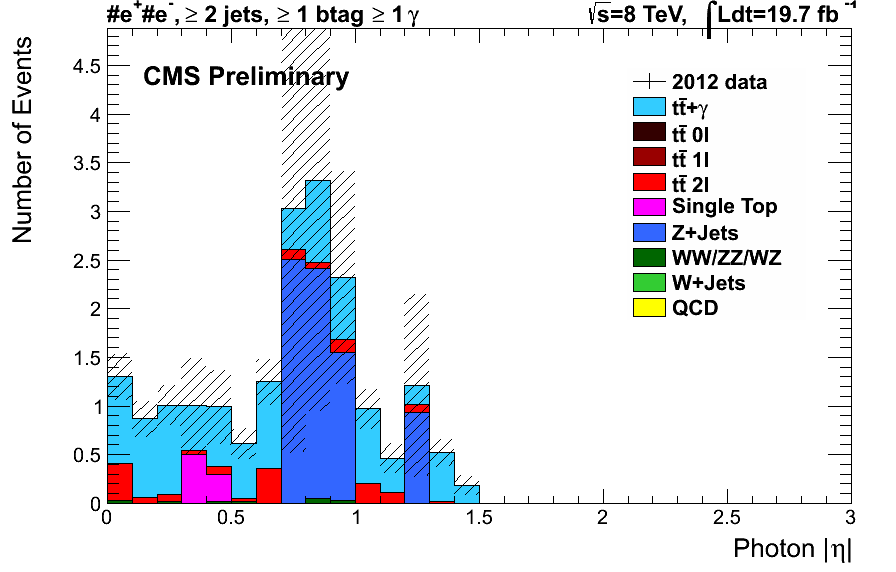 #e⁺#e⁻, ≥ 2 jets, ≥ 1 btag ≥ 1 γ
√s=8 TeV, ∫Ldt=19.7 fb⁻¹
CMS Preliminary
2012 data
tt̄+γ
tt̄ 0l
tt̄ 1l
tt̄ 2l
Single Top
Z+Jets
WW/ZZ/WZ
W+Jets
QCD
Number of Events
4.5
4
3.5
3
2.5
2
1.5
1
0.5
0
0 0.5 1 1.5 2 2.5 3
Photon |η|